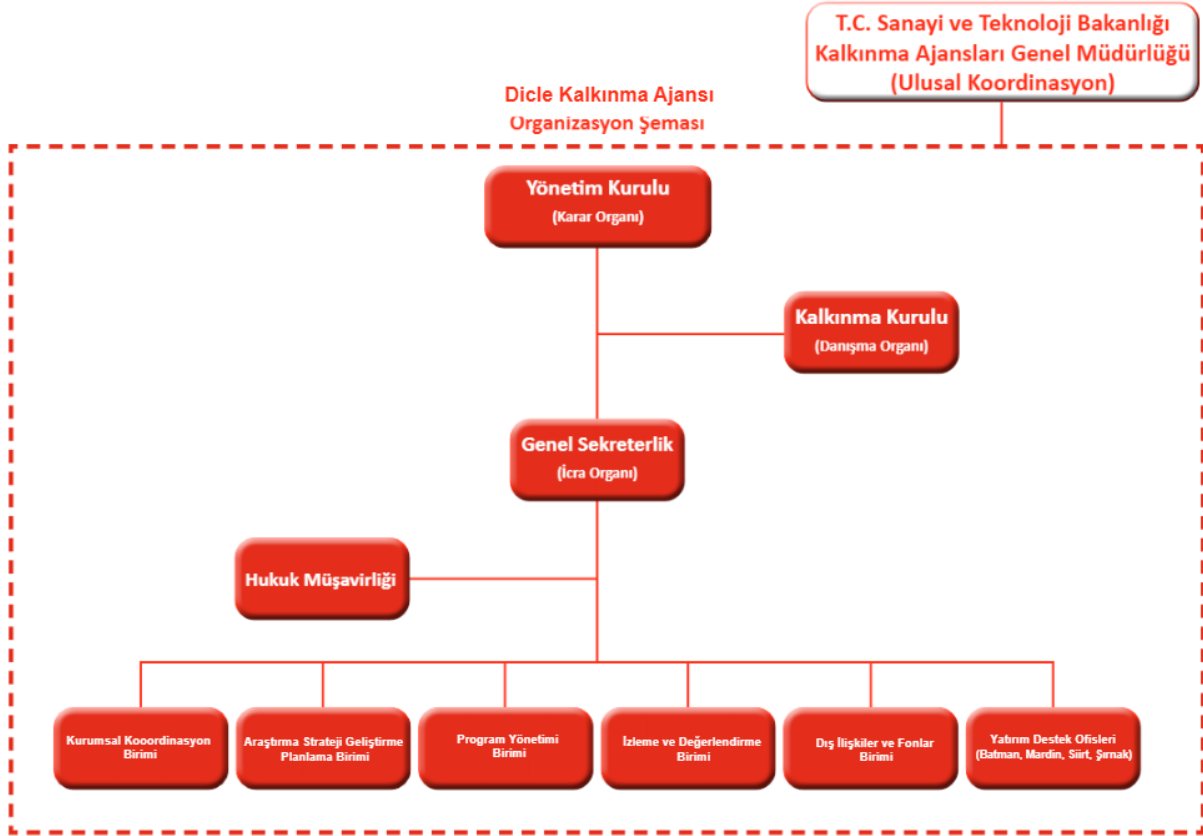 T.C. Sanayi ve Teknoloji Bakanlığı
Kalkınma Ajansları Genel Müdürlüğü
(Ulusal Koordinasyon)
Dicle Kalkınma Ajansı
Organizasyon Şeması
Yönetim Kurulu
(Karar Organı)
Kalkınma Kurulu
(Danışma Organı)
Genel Sekreterlik
(İcra Organı)
Hukuk Müşavirliği
Kurumsal Kooordinasyon
Birimi
Araştırma Strateji Geliştirme
Planlama Birimi
Program Yönetimi
Birimi
İzleme ve Değerlendirme
Birimi
Dış İlişkiler ve Fonlar
Birimi
Yatırım Destek Ofisleri
(Batman, Mardin, Siirt, Şırnak)